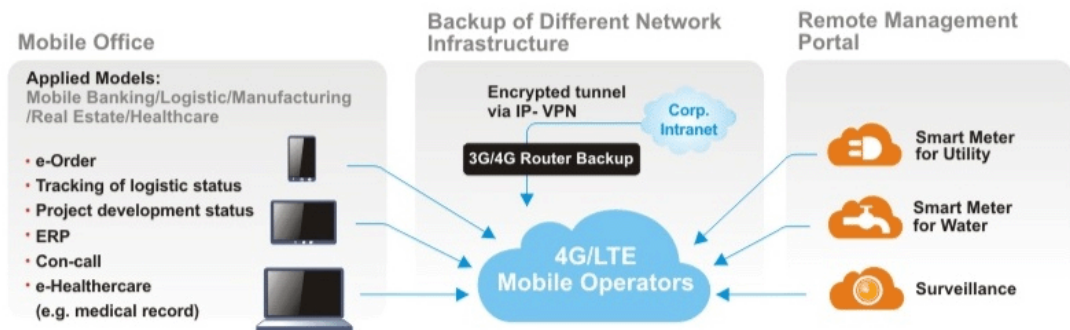 Mobile Office
Applied Models:
Mobile Banking/Logistic/Manufacturing
/Real Estate/Healthcare
• e-Order
• Tracking of logistic status
• Project development status
• ERP
• Con-call
• e-Healthercare
(e.g. medical record)
Backup of Different Network
Infrastructure
Encrypted tunnel
via IP- VPN
Corp.
Intranet
3G/4G Router Backup
4G/LTE
Mobile Operators
Remote Management
Portal
Smart Meter
for Utility
Smart Meter
for Water
Surveillance